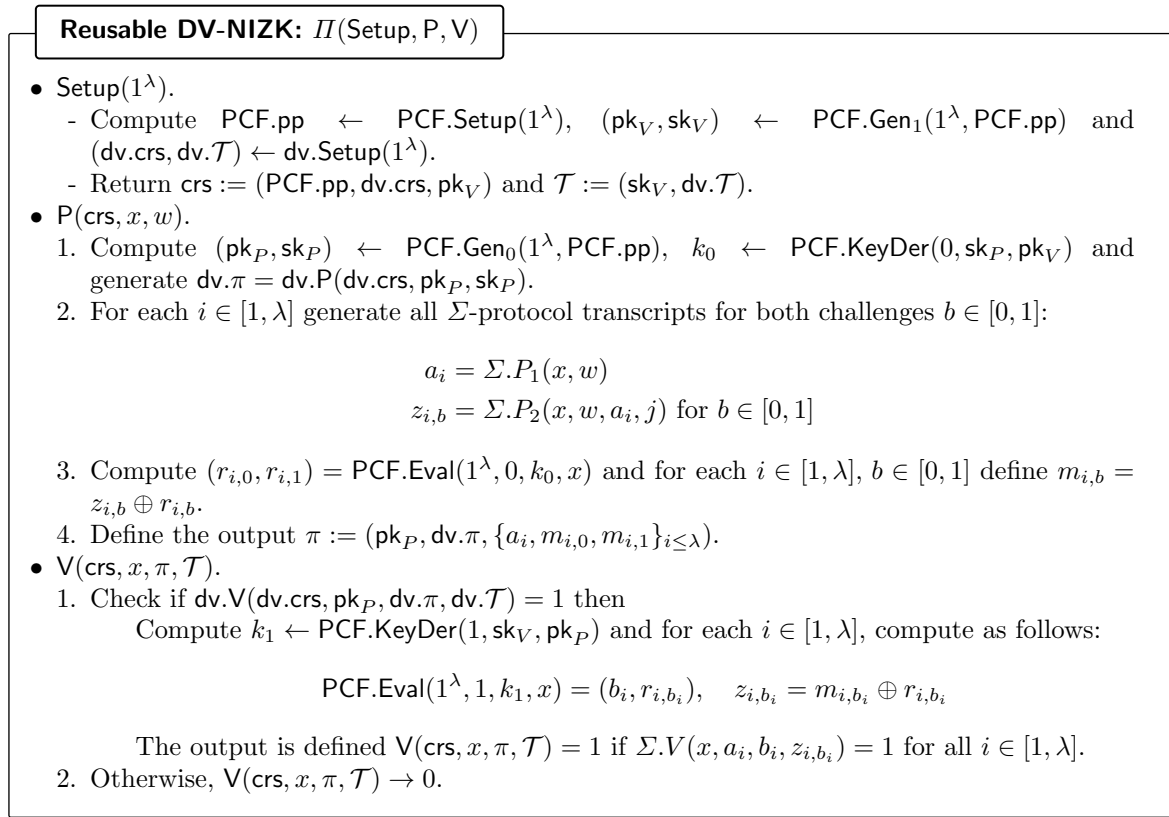 Reusable DV-NIZK: Π(Setup, P, V)
• Setup(1^λ).
- Compute PCF.pp ← PCF.Setup(1^λ), (pk_V, sk_V) ← PCF.Gen_1(1^λ, PCF.pp) and
(dv.crs, dv.𝒯) ← dv.Setup(1^λ).
- Return crs := (PCF.pp, dv.crs, pk_V) and 𝒯 := (sk_V, dv.𝒯).
• P(crs, x, w).
1. Compute (pk_P, sk_P) ← PCF.Gen_0(1^λ, PCF.pp), k_0 ← PCF.KeyDer(0, sk_P, pk_V) and
generate dv.π = dv.P(dv.crs, pk_P, sk_P).
2. For each i ∈ [1, λ] generate all Σ-protocol transcripts for both challenges b ∈ [0, 1]:
a_i = Σ.P_1(x, w)
z_{i,b} = Σ.P_2(x, w, a_i, j) for b ∈ [0, 1]
3. Compute (r_{i,0}, r_{i,1}) = PCF.Eval(1^λ, 0, k_0, x) and for each i ∈ [1, λ], b ∈ [0, 1] define m_{i,b} =
z_{i,b} ⊕ r_{i,b}.
4. Define the output π := (pk_P, dv.π, {a_i, m_{i,0}, m_{i,1}}_{i≤λ}).
• V(crs, x, π, 𝒯).
1. Check if dv.V(dv.crs, pk_P, dv.π, dv.𝒯) = 1 then
Compute k_1 ← PCF.KeyDer(1, sk_V, pk_P) and for each i ∈ [1, λ], compute as follows:
PCF.Eval(1^λ, 1, k_1, x) = (b_i, r_{i,b_i}), z_{i,b_i} = m_{i,b_i} ⊕ r_{i,b_i}
The output is defined V(crs, x, π, 𝒯) = 1 if Σ.V(x, a_i, b_i, z_{i,b_i}) = 1 for all i ∈ [1, λ].
2. Otherwise, V(crs, x, π, 𝒯) → 0.